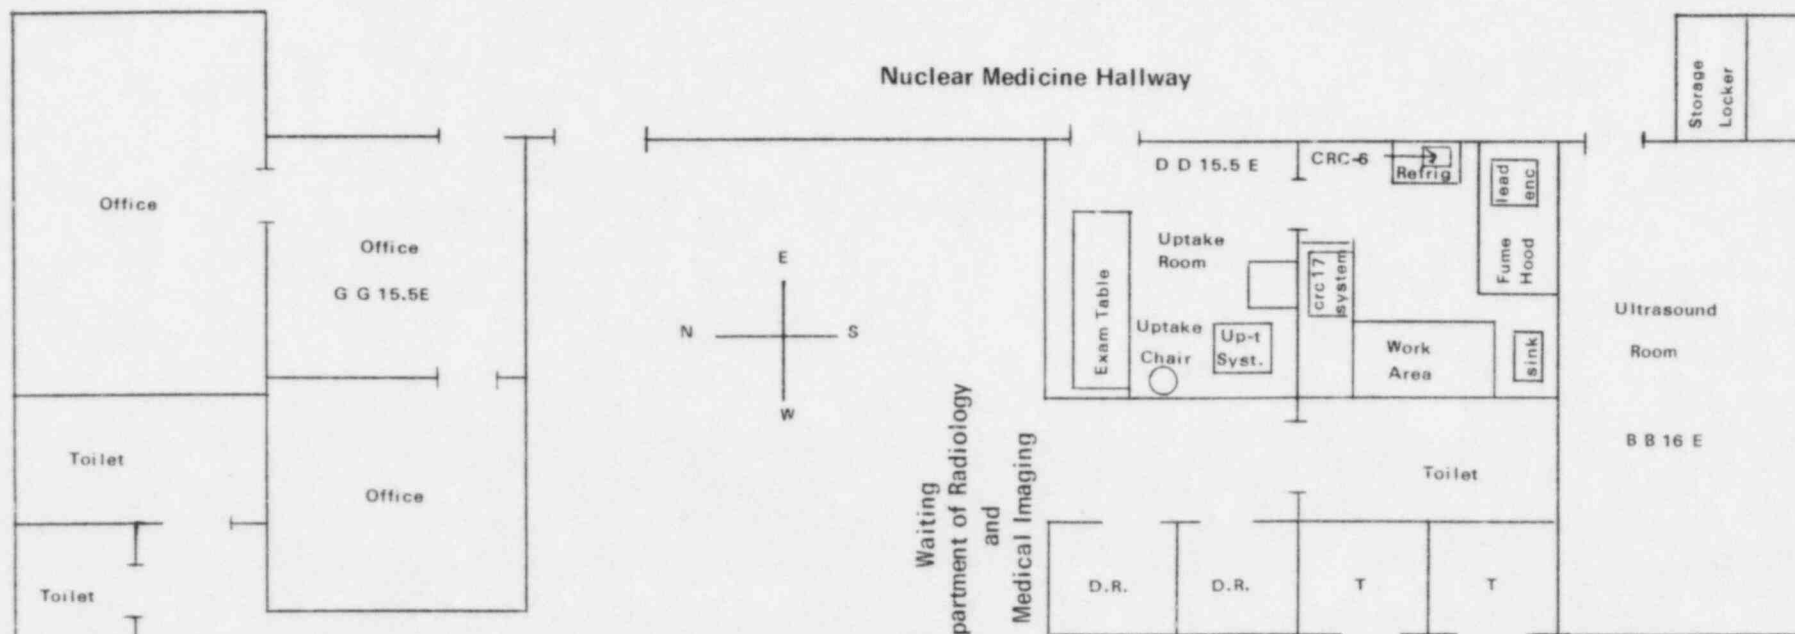 Nuclear Medicine Hallway
Storage
Locker
Office
Office
G G 15.5E
Toilet
Toilet
Office
E
N
S
W
D D 15.5 E
CRC-6
Refrig
lead
enc
Uptake
Room
Fume
Hood
crc17
system
Exam Table
Uptake
Chair
Up-t
Syst.
Work
Area
sink
Ultrasound
Room
B B 16 E
Waiting
partment of Radiology
and
Medical Imaging
Toilet
D.R.
D.R.
T
T